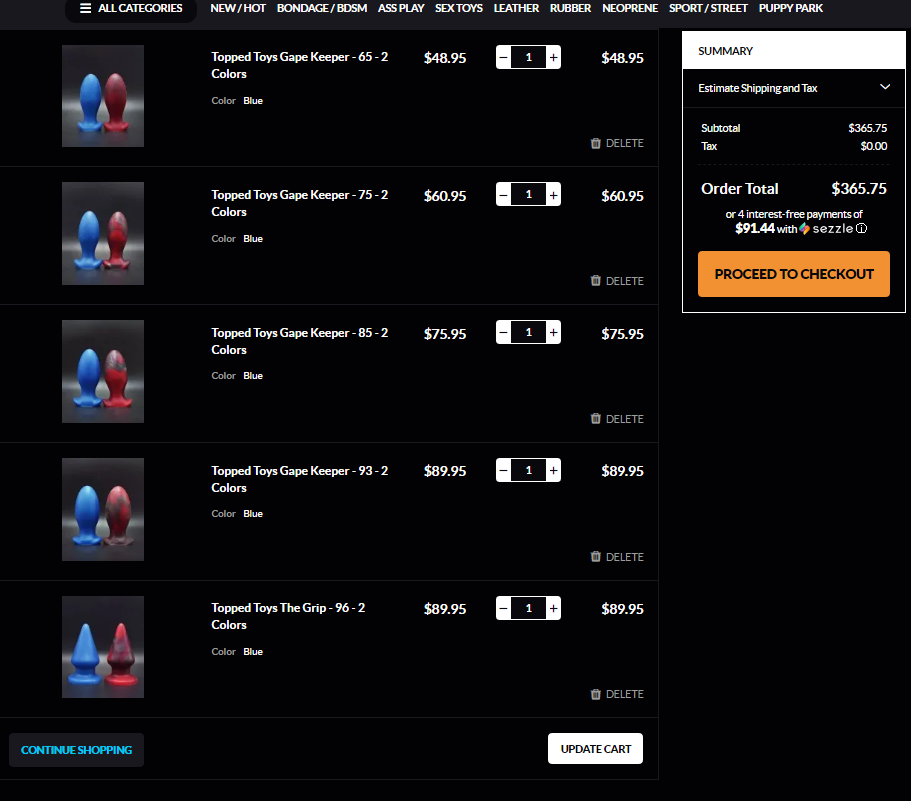 ☰ ALL CATEGORIES
NEW / HOT BONDAGE / BDSM ASS PLAY SEX TOYS LEATHER RUBBER NEOPRENE SPORT / STREET PUPPY PARK
Topped Toys Gape Keeper - 65 - 2
Colors
$48.95
− 1 +
$48.95
Color Blue
DELETE
Topped Toys Gape Keeper - 75 - 2
Colors
$60.95
− 1 +
$60.95
Color Blue
DELETE
Topped Toys Gape Keeper - 85 - 2
Colors
$75.95
− 1 +
$75.95
Color Blue
DELETE
Topped Toys Gape Keeper - 93 - 2
Colors
$89.95
− 1 +
$89.95
Color Blue
DELETE
Topped Toys The Grip - 96 - 2
Colors
$89.95
− 1 +
$89.95
Color Blue
DELETE
CONTINUE SHOPPING
UPDATE CART
SUMMARY
Estimate Shipping and Tax
Subtotal $365.75
Tax $0.00
Order Total $365.75
or 4 interest-free payments of
$91.44 with sezzle ⓘ
PROCEED TO CHECKOUT